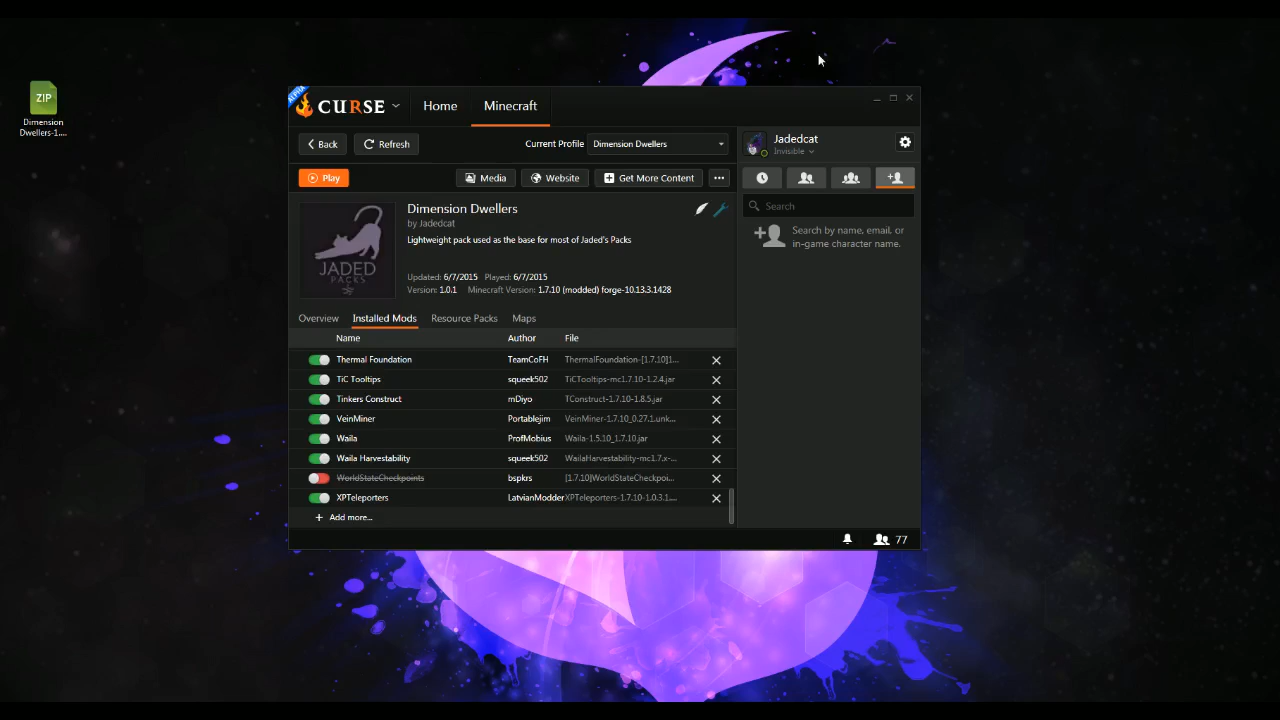 ZIP
Dimension
Dwellers-1....
ALPHA
CURSE
Home
Minecraft
Back
Refresh
Current Profile
Dimension Dwellers
Play
Media
Website
Get More Content
Dimension Dwellers
by Jadedcat
Lightweight pack used as the base for most of Jaded's Packs
JADED
PACKS
Updated: 6/7/2015 Played: 6/7/2015
Version: 1.0.1 Minecraft Version: 1.7.10 (modded) forge-10.13.3.1428
Overview
Installed Mods
Resource Packs
Maps
Name Author File
Thermal Foundation TeamCoFH ThermalFoundation-[1.7.10]1...
TiC Tooltips squeek502 TiCTooltips-mc1.7.10-1.2.4.jar
Tinkers Construct mDiyo TConstruct-1.7.10-1.8.5.jar
VeinMiner Portablejim VeinMiner-1.7.10_0.27.1.unk...
Waila ProfMobius Waila-1.5.10_1.7.10.jar
Waila Harvestability squeek502 WailaHarvestability-mc1.7.x-...
WorldStateCheckpoints bspkrs [1.7.10]WorldStateCheckpoi...
XPTeleporters LatvianModder XPTeleporters-1.7.10-1.0.3.1....
+ Add more...
Jadedcat
Invisible
Search
Search by name, email, or
in-game character name.
77